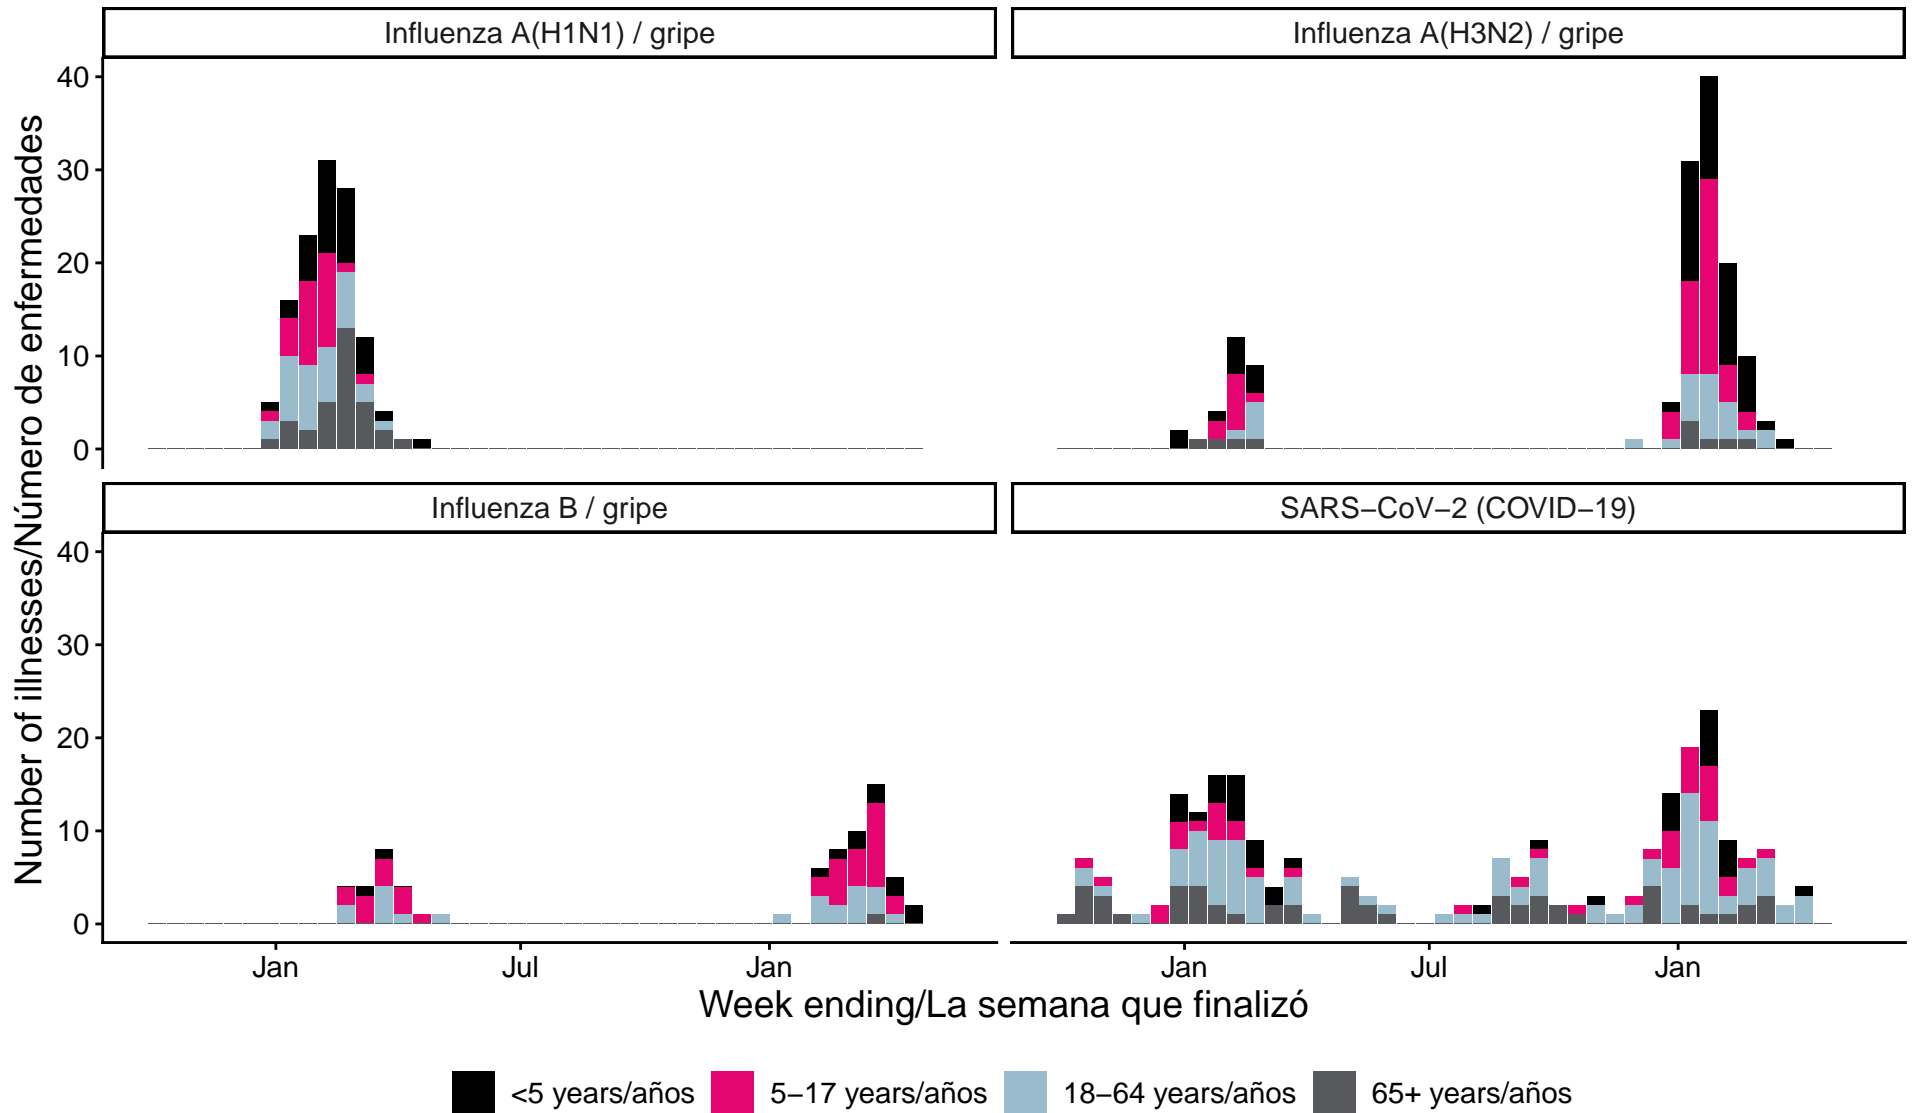 Influenza A(H1N1) / gripe
Influenza A(H3N2) / gripe
40
30
20
10
0
Influenza B / gripe
SARS−CoV−2 (COVID−19)
40
30
20
10
0
Number of illnesses/Número de enfermedades
Jan Jul Jan
Jan Jul Jan
Week ending/La semana que finalizó
<5 years/años 5−17 years/años 18−64 years/años 65+ years/años